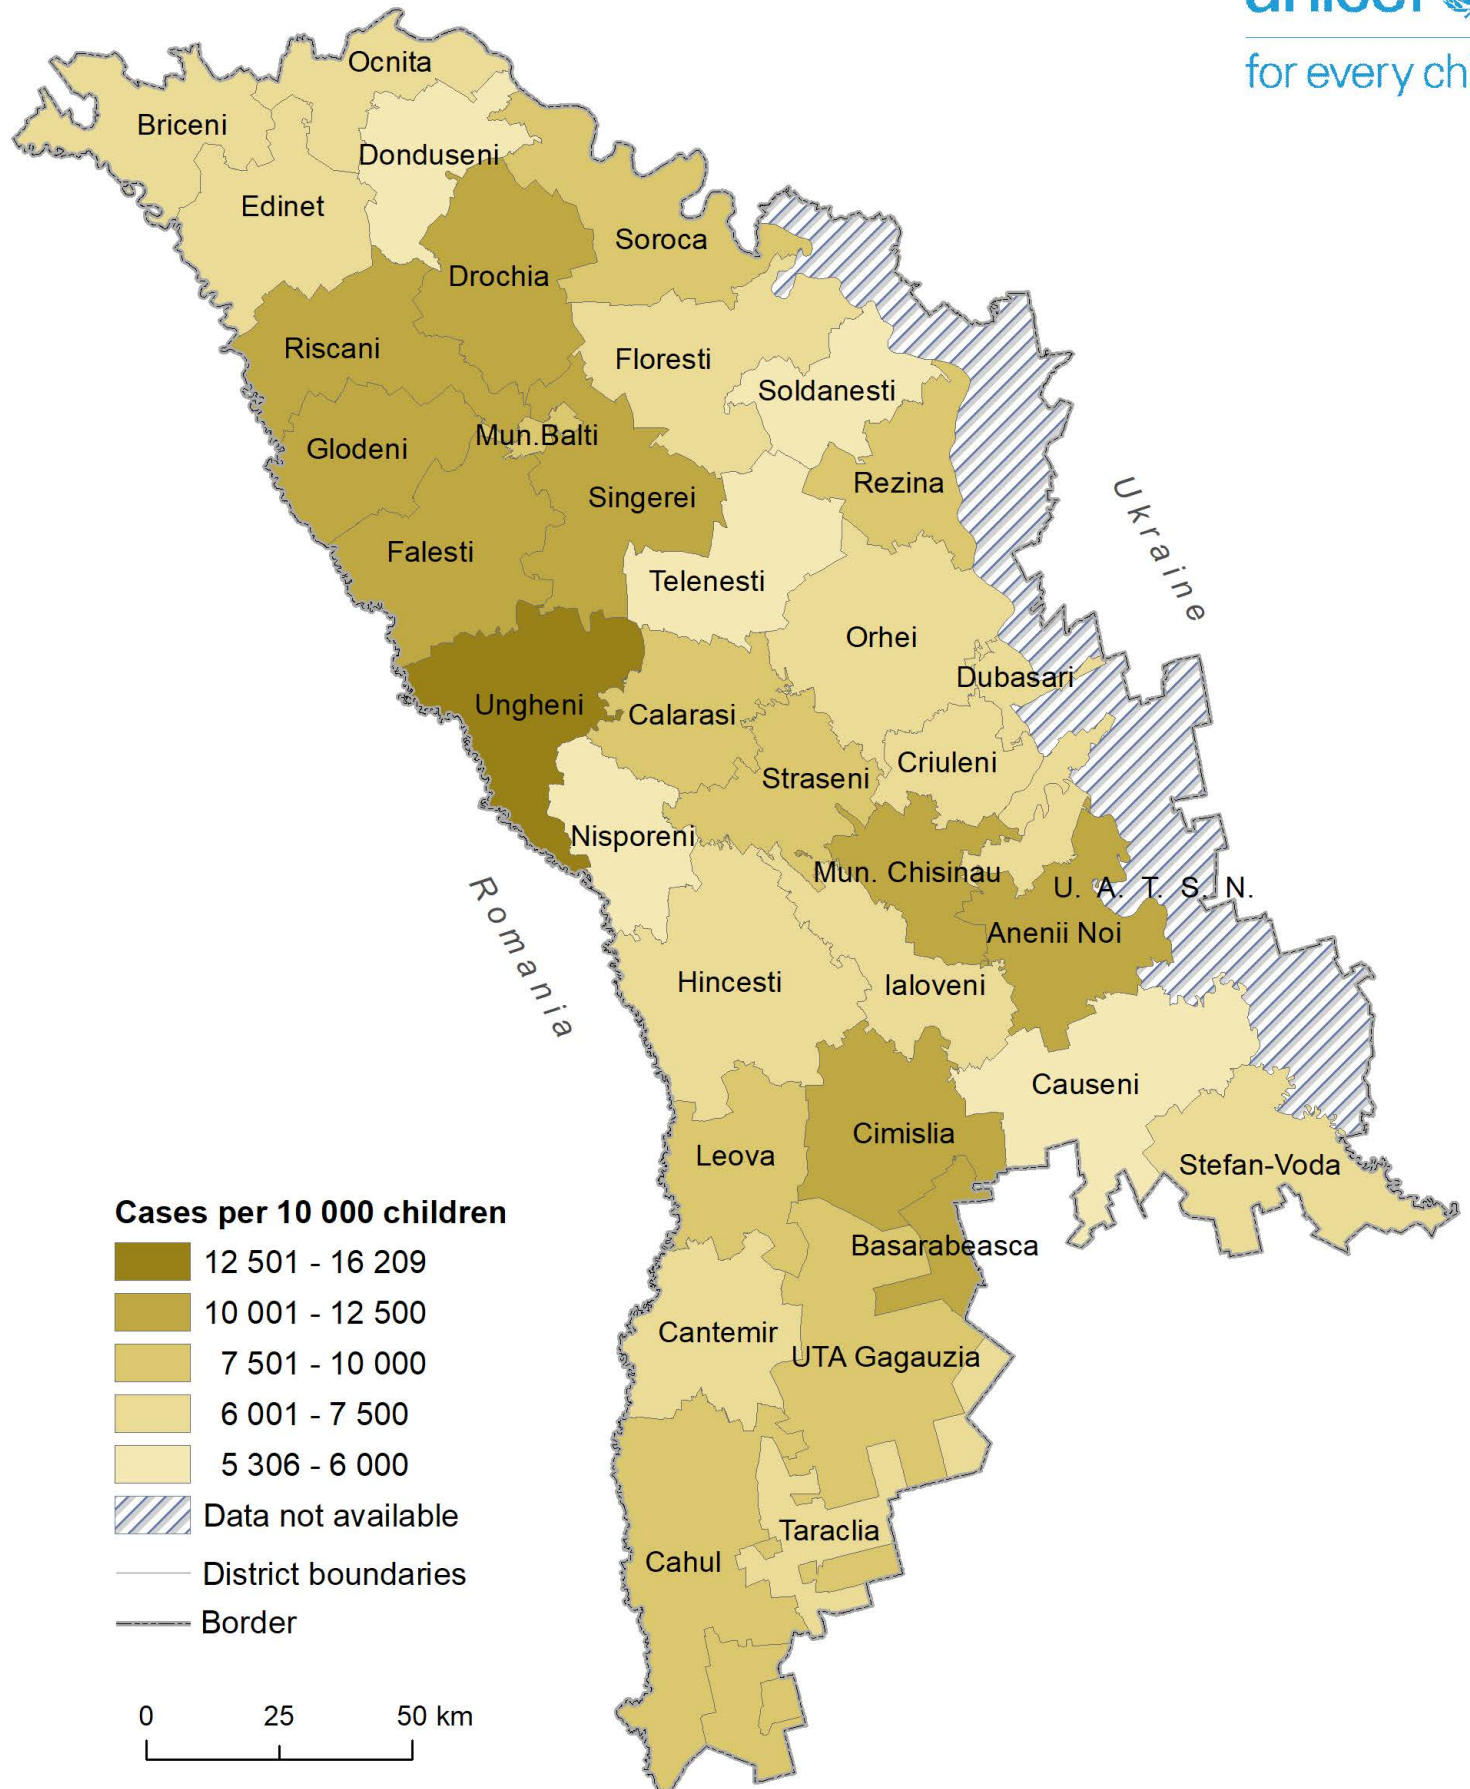 unicef
for every ch
Ocnita
Briceni
Donduseni
Edinet
Soroca
Drochia
Riscani
Floresti
Soldanesti
Mun.Balti
Glodeni
Rezina
Singerei
Ukraine
Falesti
Telenesti
Orhei
Dubasari
Ungheni
Calarasi
Criuleni
Straseni
Nisporeni
Mun. Chisinau
U. A. T. S. N.
Romania
Anenii Noi
Hincesti
Ialoveni
Causeni
Cimislia
Leova
Stefan-Voda
Basarabeasca
Cantemir
UTA Gagauzia
Taraclia
Cahul
Cases per 10 000 children
12 501 - 16 209
10 001 - 12 500
7 501 - 10 000
6 001 - 7 500
5 306 - 6 000
Data not available
District boundaries
Border
0 25 50 km